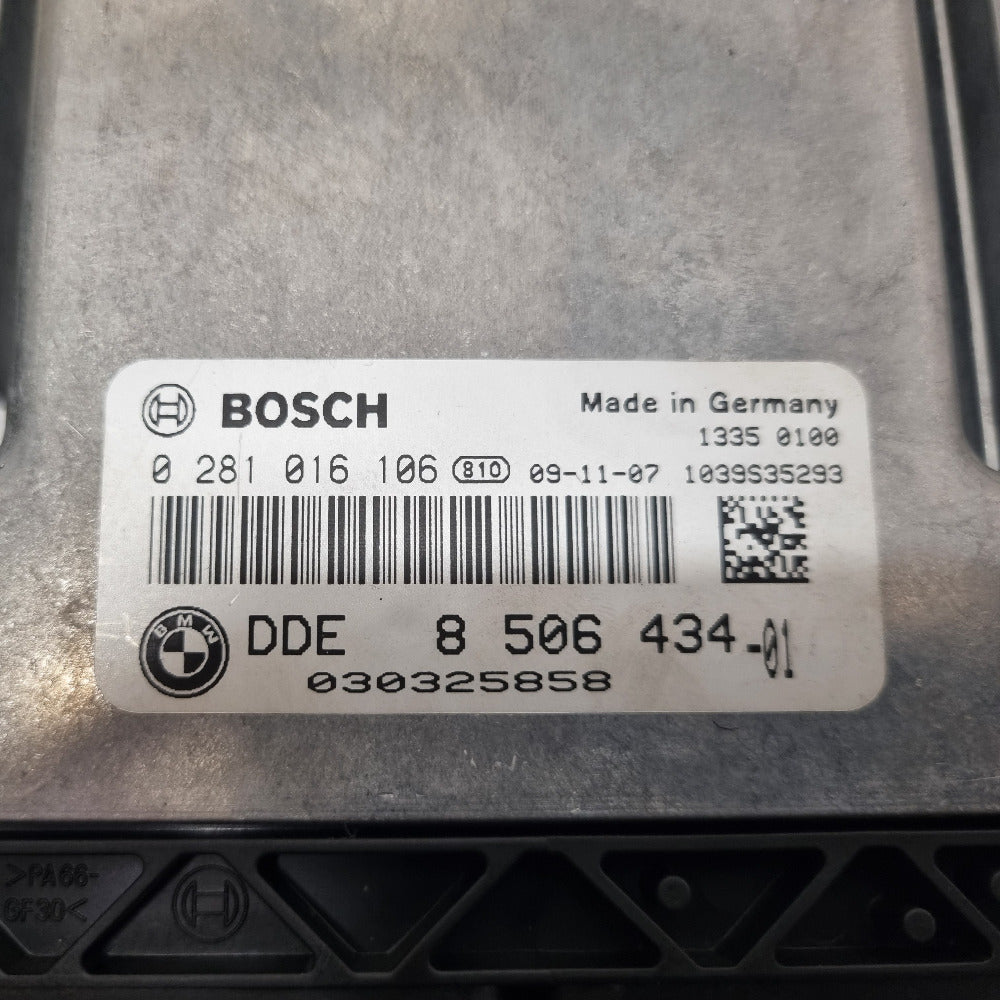 BOSCH
Made in Germany
1335 0100
0 281 016 106 810 09-11-07 1039S35293
BMW DDE 8 506 434-01
030325858
>PA66-
GF30<